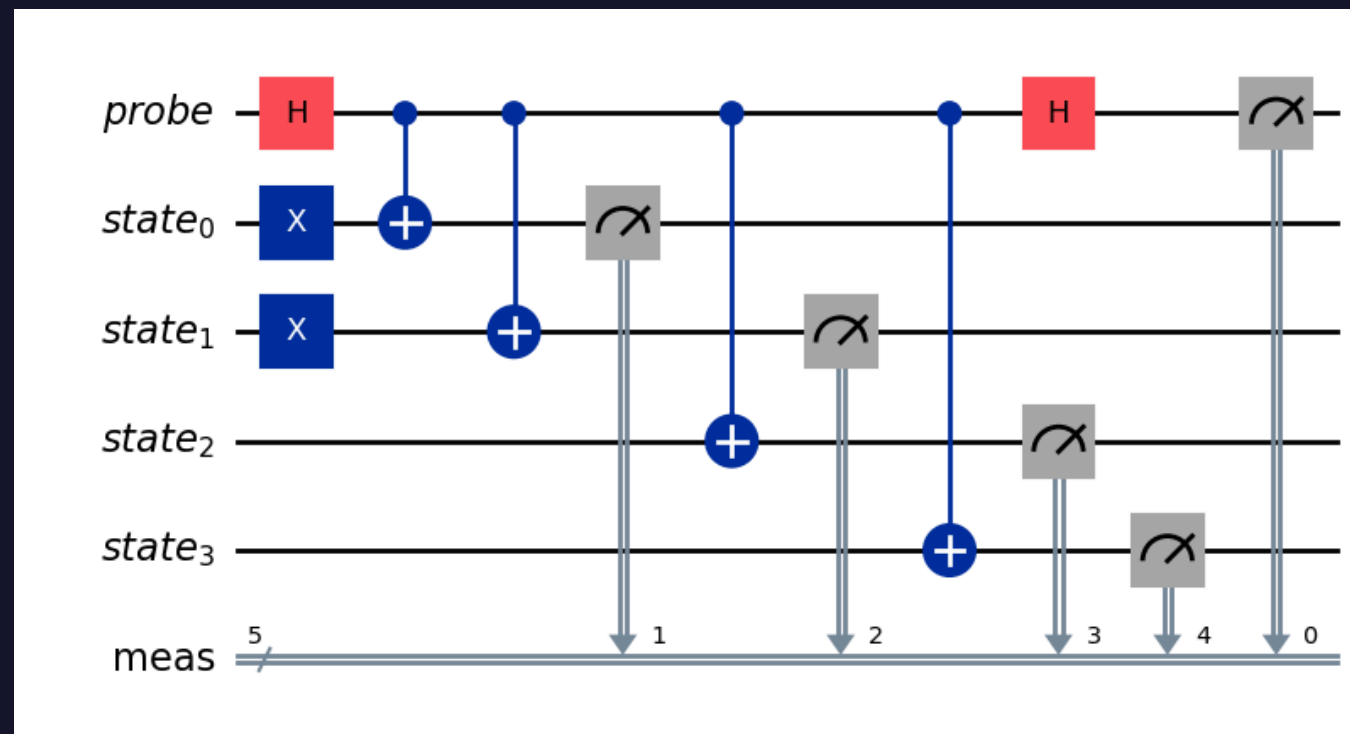 probe H H
state0 X
state1 X
state2
state3
meas 5 1 2 3 4 0